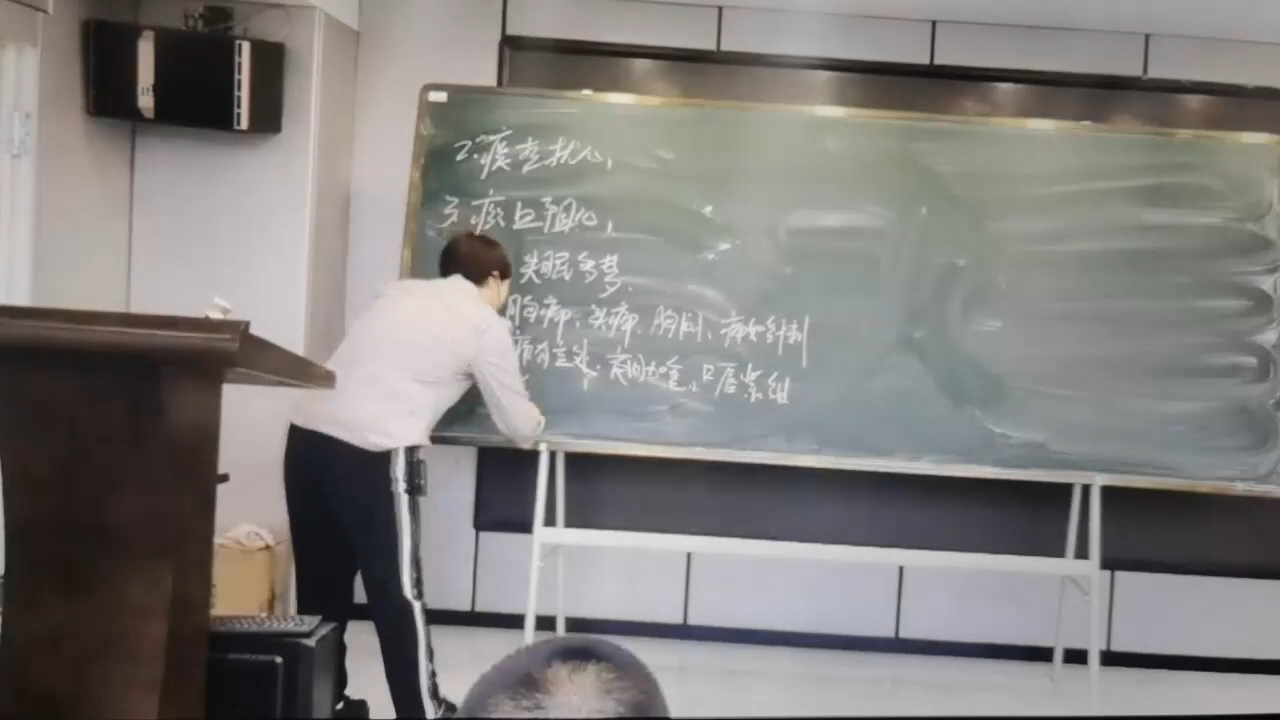 2.痰查扰心,
3.瘀血阻心,
失眠多梦.
胸痛、头痛、胸闷、痛如针刺
痛有定处.夜间加重、口唇紫绀